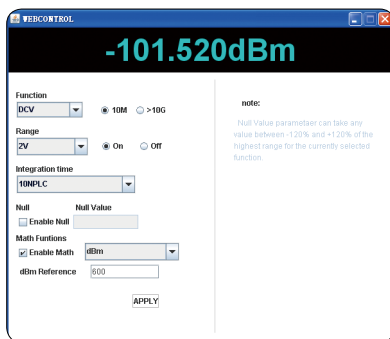 WEBCONTROL
-101.520dBm
Function
DCV 10M >10G
Range
2V On Off
Integration time
10NPLC
Null Null Value
Enable Null
Math Funtions
Enable Math dBm
dBm Reference 600
APPLY
note:
Null Value parametaer can take any
value between -120% and +120% of the
highest range for the currently selected
function.